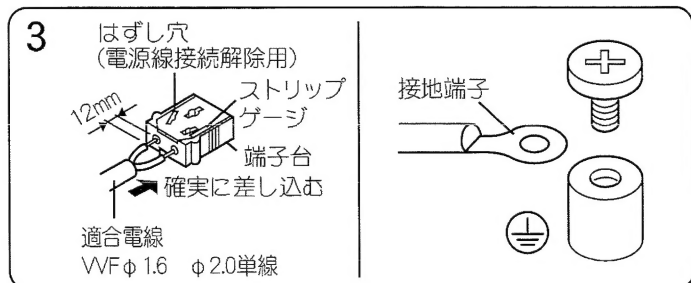 3
はずし穴
(電源線接続解除用)
ストリップ
ゲージ
12mm
端子台
確実に差し込む
適合電線
VVFφ1.6 φ2.0単線
接地端子